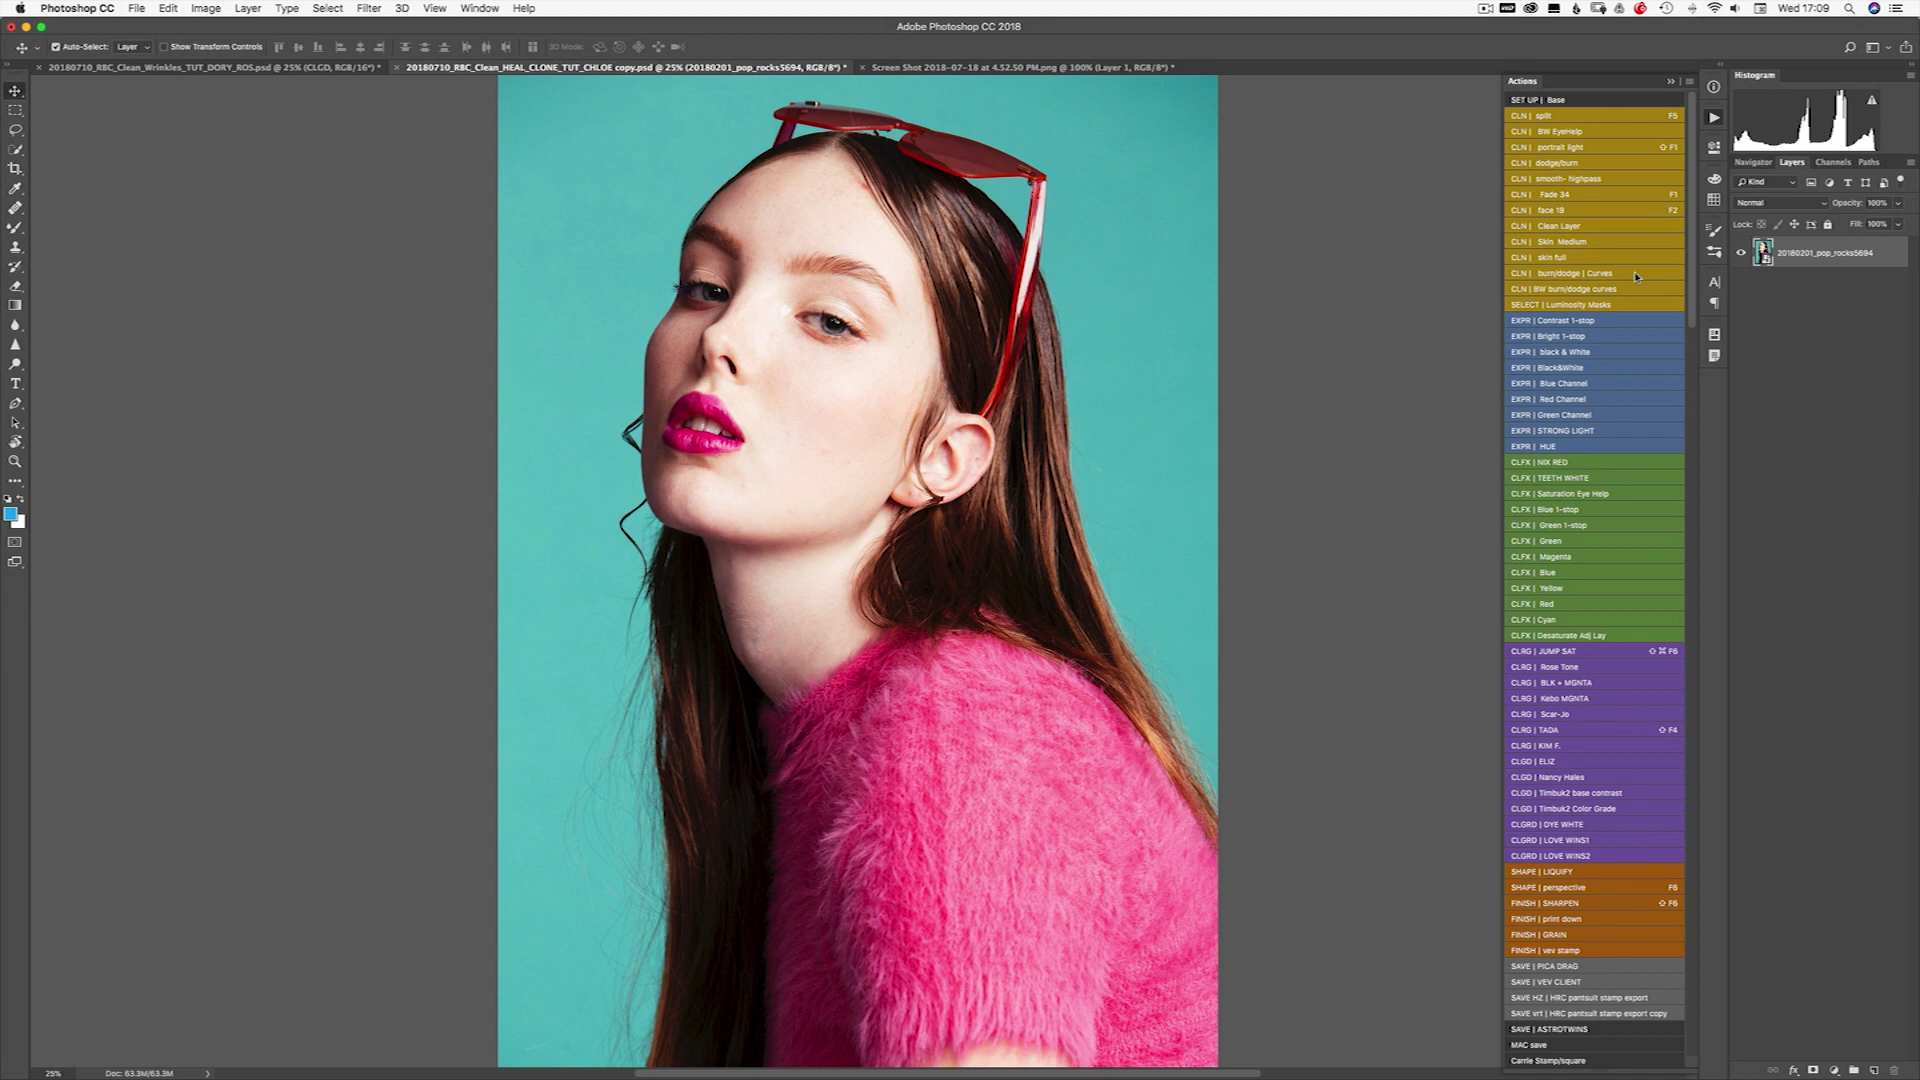 Photoshop CC File Edit Image Layer Type Select Filter 3D View Window Help Wed 17:09
Adobe Photoshop CC 2018
Auto-Select: Layer Show Transform Controls 3D Mode:
20180710_RBC_Clean_Wrinkles_TUT_DORY_ROS.psd @ 25% (CLGD, RGB/16*) * 20180710_RBC_Clean_HEAL_CLONE_TUT_CHLOE copy.psd @ 25% (20180201_pop_rocks5694, RGB/8*) * Screen Shot 2018-07-18 at 4.52.50 PM.png @ 100% (Layer 1, RGB/8*) *
Actions
SET UP | Base
CLN | split F5
CLN | BW EyeHelp
CLN | portrait light ⇧ F1
CLN | dodge/burn
CLN | smooth- highpass
CLN | Fade 34 F1
CLN | face 19 F2
CLN | Clean Layer
CLN | Skin Medium
CLN | skin full
CLN | burn/dodge | Curves
CLN | BW burn/dodge curves
SELECT | Luminosity Masks
EXPR | Contrast 1-stop
EXPR | Bright 1-stop
EXPR | black & White
EXPR | Black&White
EXPR | Blue Channel
EXPR | Red Channel
EXPR | Green Channel
EXPR | STRONG LIGHT
EXPR | HUE
CLFX | NIX RED
CLFX | TEETH WHITE
CLFX | Saturation Eye Help
CLFX | Blue 1-stop
CLFX | Green 1-stop
CLFX | Green
CLFX | Magenta
CLFX | Blue
CLFX | Yellow
CLFX | Red
CLFX | Cyan
CLFX | Desaturate Adj Lay
CLRG | JUMP SAT ⇧ ⌘ F6
CLRG | Rose Tone
CLRG | BLK + MGNTA
CLRG | Kebo MGNTA
CLRG | Scar-Jo
CLRG | TADA ⇧ F4
CLRG | KIM F.
CLGD | ELIZ
CLGD | Nancy Hales
CLGD | Timbuk2 base contrast
CLGD | Timbuk2 Color Grade
CLGRD | DYE WHTE
CLGRD | LOVE WINS1
CLGRD | LOVE WINS2
SHAPE | LIQUIFY
SHAPE | perspective F6
FINISH | SHARPEN ⇧ F6
FINISH | print down
FINISH | GRAIN
FINISH | vev stamp
SAVE | PICA DRAG
SAVE | VEV CLIENT
SAVE HZ | HRC pantsuit stamp export
SAVE vrt | HRC pantsuit stamp export copy
SAVE | ASTROTWINS
MAC save
Carrie Stamp/square
Histogram
Navigator Layers Channels Paths
Kind
Normal Opacity: 100%
Lock: Fill: 100%
20180201_pop_rocks5694
25% Doc: 63.3M/63.3M